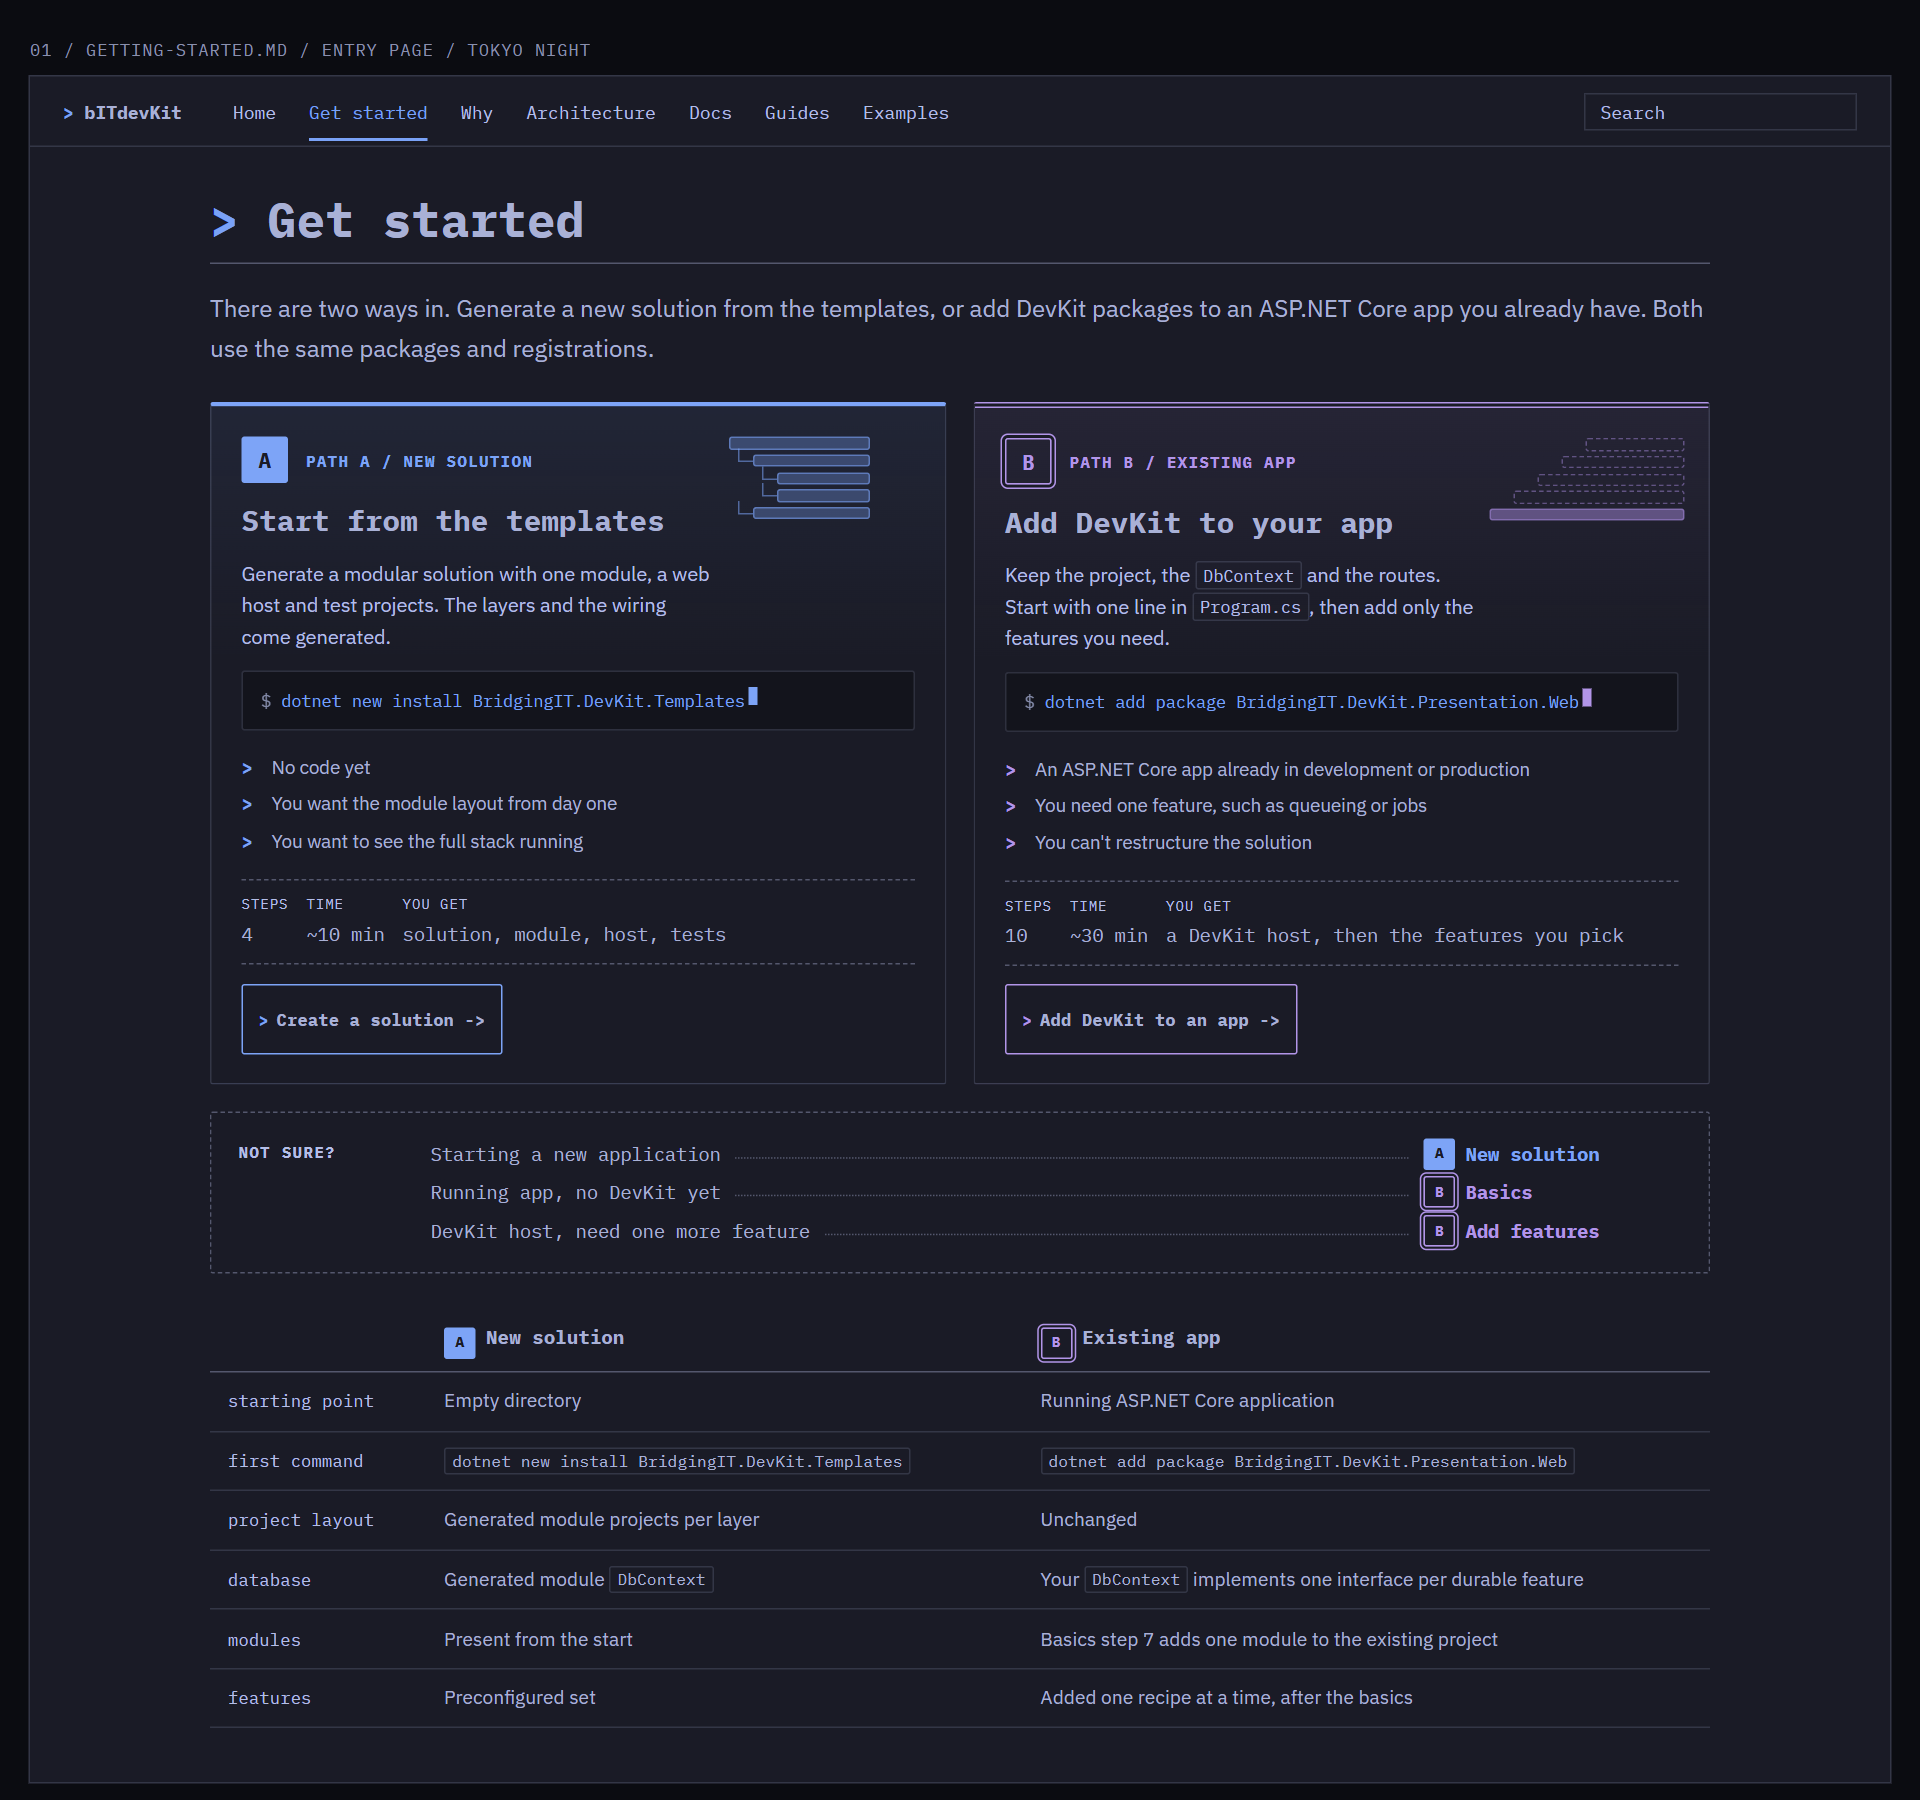 01 / GETTING-STARTED.MD / ENTRY PAGE / TOKYO NIGHT
> bITdevKit Home Get started Why Architecture Docs Guides Examples Search
> Get started
There are two ways in. Generate a new solution from the templates, or add DevKit packages to an ASP.NET Core app you already have. Both
use the same packages and registrations.
A PATH A / NEW SOLUTION
Start from the templates
Generate a modular solution with one module, a web
host and test projects. The layers and the wiring
come generated.
$ dotnet new install BridgingIT.DevKit.Templates
> No code yet
> You want the module layout from day one
> You want to see the full stack running
STEPS TIME YOU GET
4 ~10 min solution, module, host, tests
> Create a solution ->
B PATH B / EXISTING APP
Add DevKit to your app
Keep the project, the DbContext and the routes.
Start with one line in Program.cs, then add only the
features you need.
$ dotnet add package BridgingIT.DevKit.Presentation.Web
> An ASP.NET Core app already in development or production
> You need one feature, such as queueing or jobs
> You can't restructure the solution
STEPS TIME YOU GET
10 ~30 min a DevKit host, then the features you pick
> Add DevKit to an app ->
NOT SURE?
Starting a new application A New solution
Running app, no DevKit yet B Basics
DevKit host, need one more feature B Add features
A New solution B Existing app
starting point Empty directory Running ASP.NET Core application
first command dotnet new install BridgingIT.DevKit.Templates dotnet add package BridgingIT.DevKit.Presentation.Web
project layout Generated module projects per layer Unchanged
database Generated module DbContext Your DbContext implements one interface per durable feature
modules Present from the start Basics step 7 adds one module to the existing project
features Preconfigured set Added one recipe at a time, after the basics